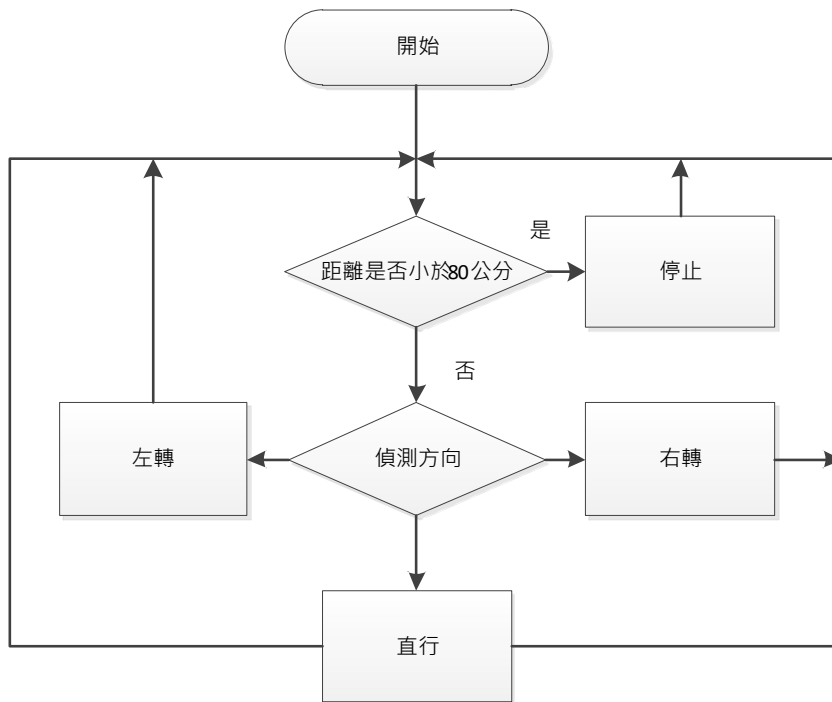 開始
是
距離是否小於80公分
停止
否
左轉
偵測方向
右轉
直行